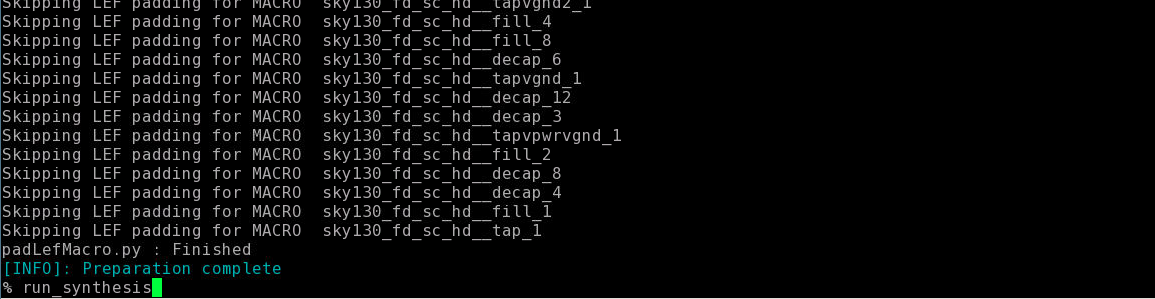 Skipping LEF padding for MACRO  sky130_fd_sc_hd__tapvgnd2_1
Skipping LEF padding for MACRO  sky130_fd_sc_hd__fill_4
Skipping LEF padding for MACRO  sky130_fd_sc_hd__fill_8
Skipping LEF padding for MACRO  sky130_fd_sc_hd__decap_6
Skipping LEF padding for MACRO  sky130_fd_sc_hd__tapvgnd_1
Skipping LEF padding for MACRO  sky130_fd_sc_hd__decap_12
Skipping LEF padding for MACRO  sky130_fd_sc_hd__decap_3
Skipping LEF padding for MACRO  sky130_fd_sc_hd__tapvpwrvgnd_1
Skipping LEF padding for MACRO  sky130_fd_sc_hd__fill_2
Skipping LEF padding for MACRO  sky130_fd_sc_hd__decap_8
Skipping LEF padding for MACRO  sky130_fd_sc_hd__decap_4
Skipping LEF padding for MACRO  sky130_fd_sc_hd__fill_1
Skipping LEF padding for MACRO  sky130_fd_sc_hd__tap_1
padLefMacro.py : Finished
[INFO]: Preparation complete
% run_synthesis